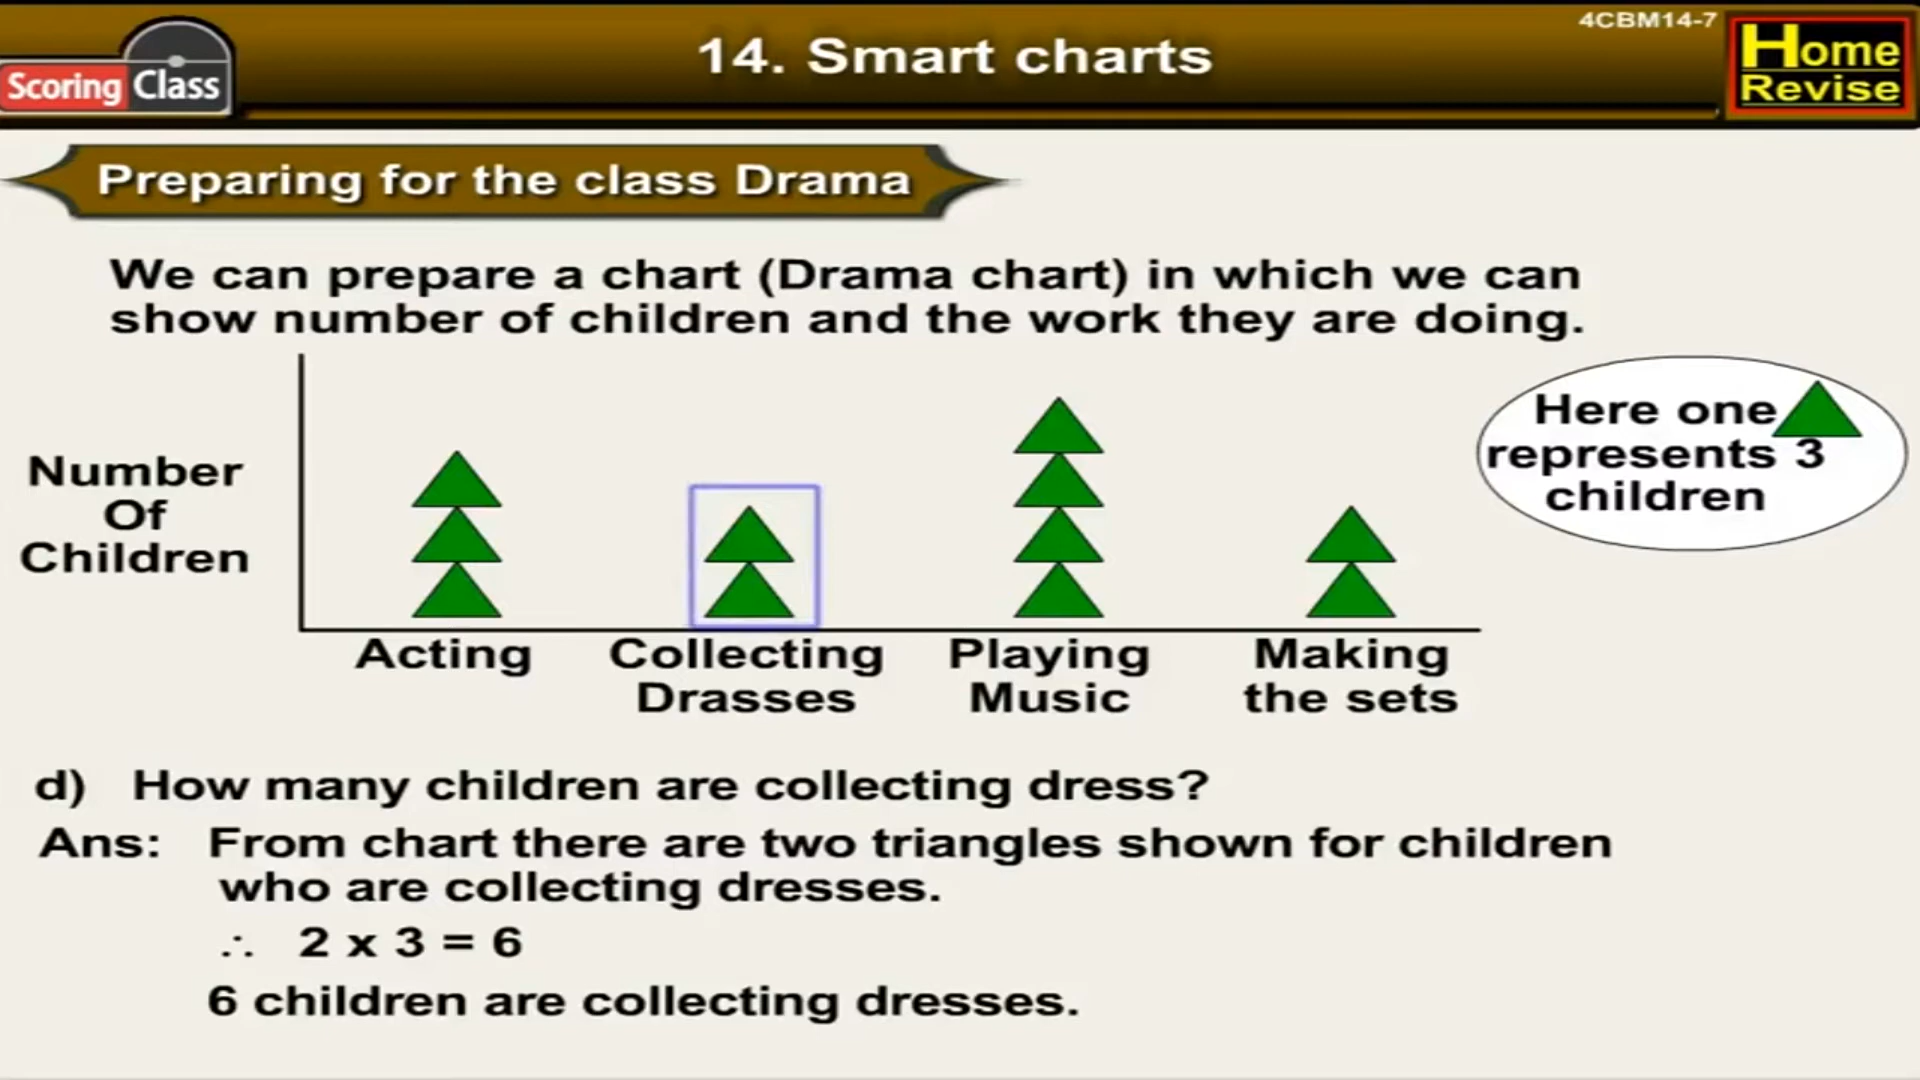 4CBM14-7
Scoring Class
14. Smart charts
Home
Revise
Preparing for the class Drama
We can prepare a chart (Drama chart) in which we can
show number of children and the work they are doing.
Here one
represents 3
children
Number
Of
Children
Acting
Collecting
Drasses
Playing
Music
Making
the sets
d) How many children are collecting dress?
Ans: From chart there are two triangles shown for children
who are collecting dresses.
∴ 2 x 3 = 6
6 children are collecting dresses.